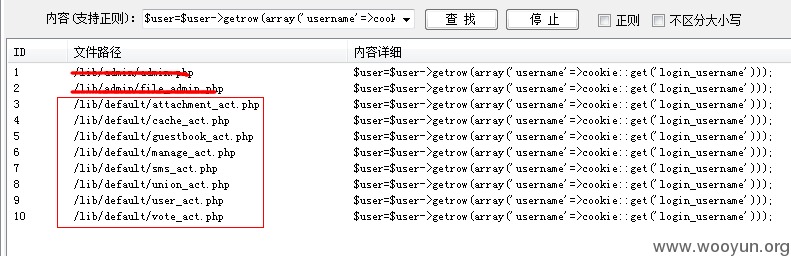 内容(支持正则): $user=$user->getrow(array('username'=>cook 查 找 停 止 正则 不区分大小写
ID 文件路径 内容详细
1 /lib/admin/admin.php $user=$user->getrow(array('username'=>cookie::get('login_username')));
2 /lib/admin/file_admin.php $user=$user->getrow(array('username'=>cookie::get('login_username')));
3 /lib/default/attachment_act.php $user=$user->getrow(array('username'=>cookie::get('login_username')));
4 /lib/default/cache_act.php $user=$user->getrow(array('username'=>cookie::get('login_username')));
5 /lib/default/guestbook_act.php $user=$user->getrow(array('username'=>cookie::get('login_username')));
6 /lib/default/manage_act.php $user=$user->getrow(array('username'=>cookie::get('login_username')));
7 /lib/default/sms_act.php $user=$user->getrow(array('username'=>cookie::get('login_username')));
8 /lib/default/union_act.php $user=$user->getrow(array('username'=>cookie::get('login_username')));
9 /lib/default/user_act.php $user=$user->getrow(array('username'=>cookie::get('login_username')));
10 /lib/default/vote_act.php $user=$user->getrow(array('username'=>cookie::get('login_username')));
www.wooyun.org